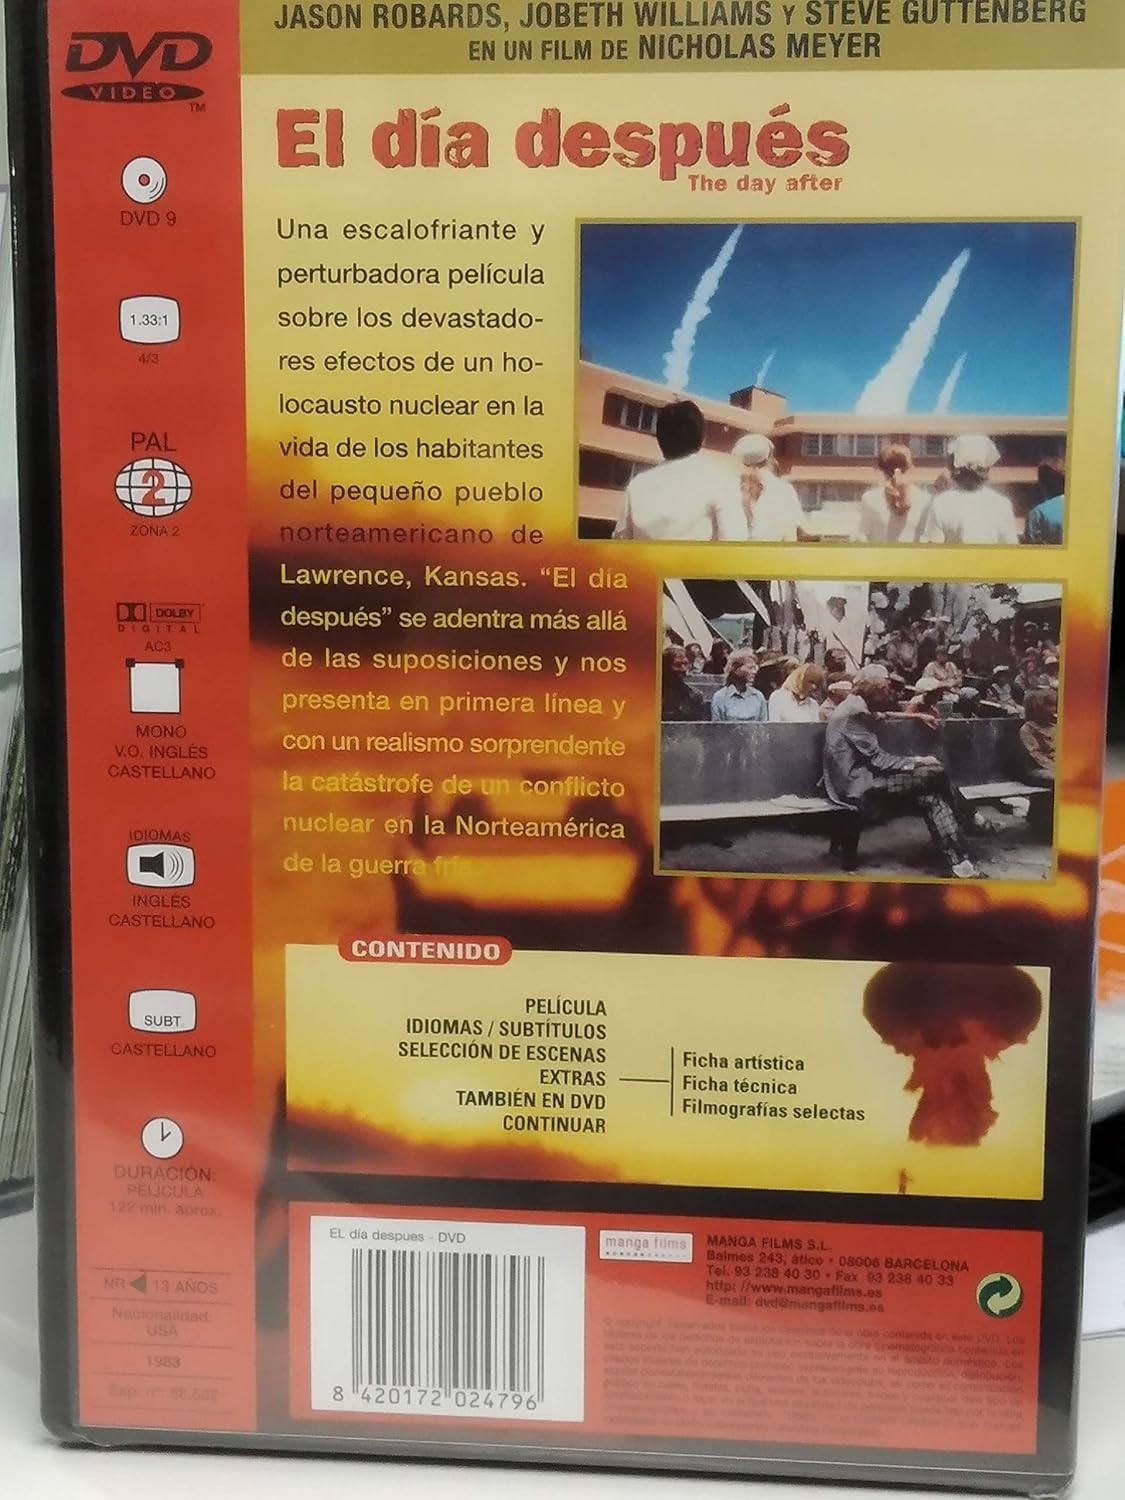 JASON ROBARDS, JOBETH WILLIAMS Y STEVE GUTTENBERG
EN UN FILM DE NICHOLAS MEYER
DVD
VIDEO
TM
DVD 9
1.33:1
4/3
PAL
2
ZONA 2
DOLBY
DIGITAL
AC3
MONO
V.O. INGLÉS
CASTELLANO
IDIOMAS
INGLÉS
CASTELLANO
SUBT.
CASTELLANO
DURACIÓN:
PELÍCULA
122 min. aprox.
NR 13 AÑOS
Nacionalidad:
USA
1983
El día después
The day after
Una escalofriante y
perturbadora película
sobre los devastado-
res efectos de un ho-
locausto nuclear en la
vida de los habitantes
del pequeño pueblo
norteamericano de
Lawrence, Kansas. “El día
después” se adentra más allá
de las suposiciones y nos
presenta en primera línea y
con un realismo sorprendente
la catástrofe de un conflicto
nuclear en la Norteamérica
de la guerra fría.
CONTENIDO
PELÍCULA
IDIOMAS / SUBTÍTULOS
SELECCIÓN DE ESCENAS
EXTRAS
TAMBIÉN EN DVD
CONTINUAR
Ficha artística
Ficha técnica
Filmografías selectas
EL día despues - DVD
8 420172 024796
manga films
MANGA FILMS S.L.
Balmes 243, ático • 08006 BARCELONA
Tel. 93 238 40 30 • Fax 93 238 40 33
http: //www.mangafilms.es
E-mail: dvd@mangafilms.es